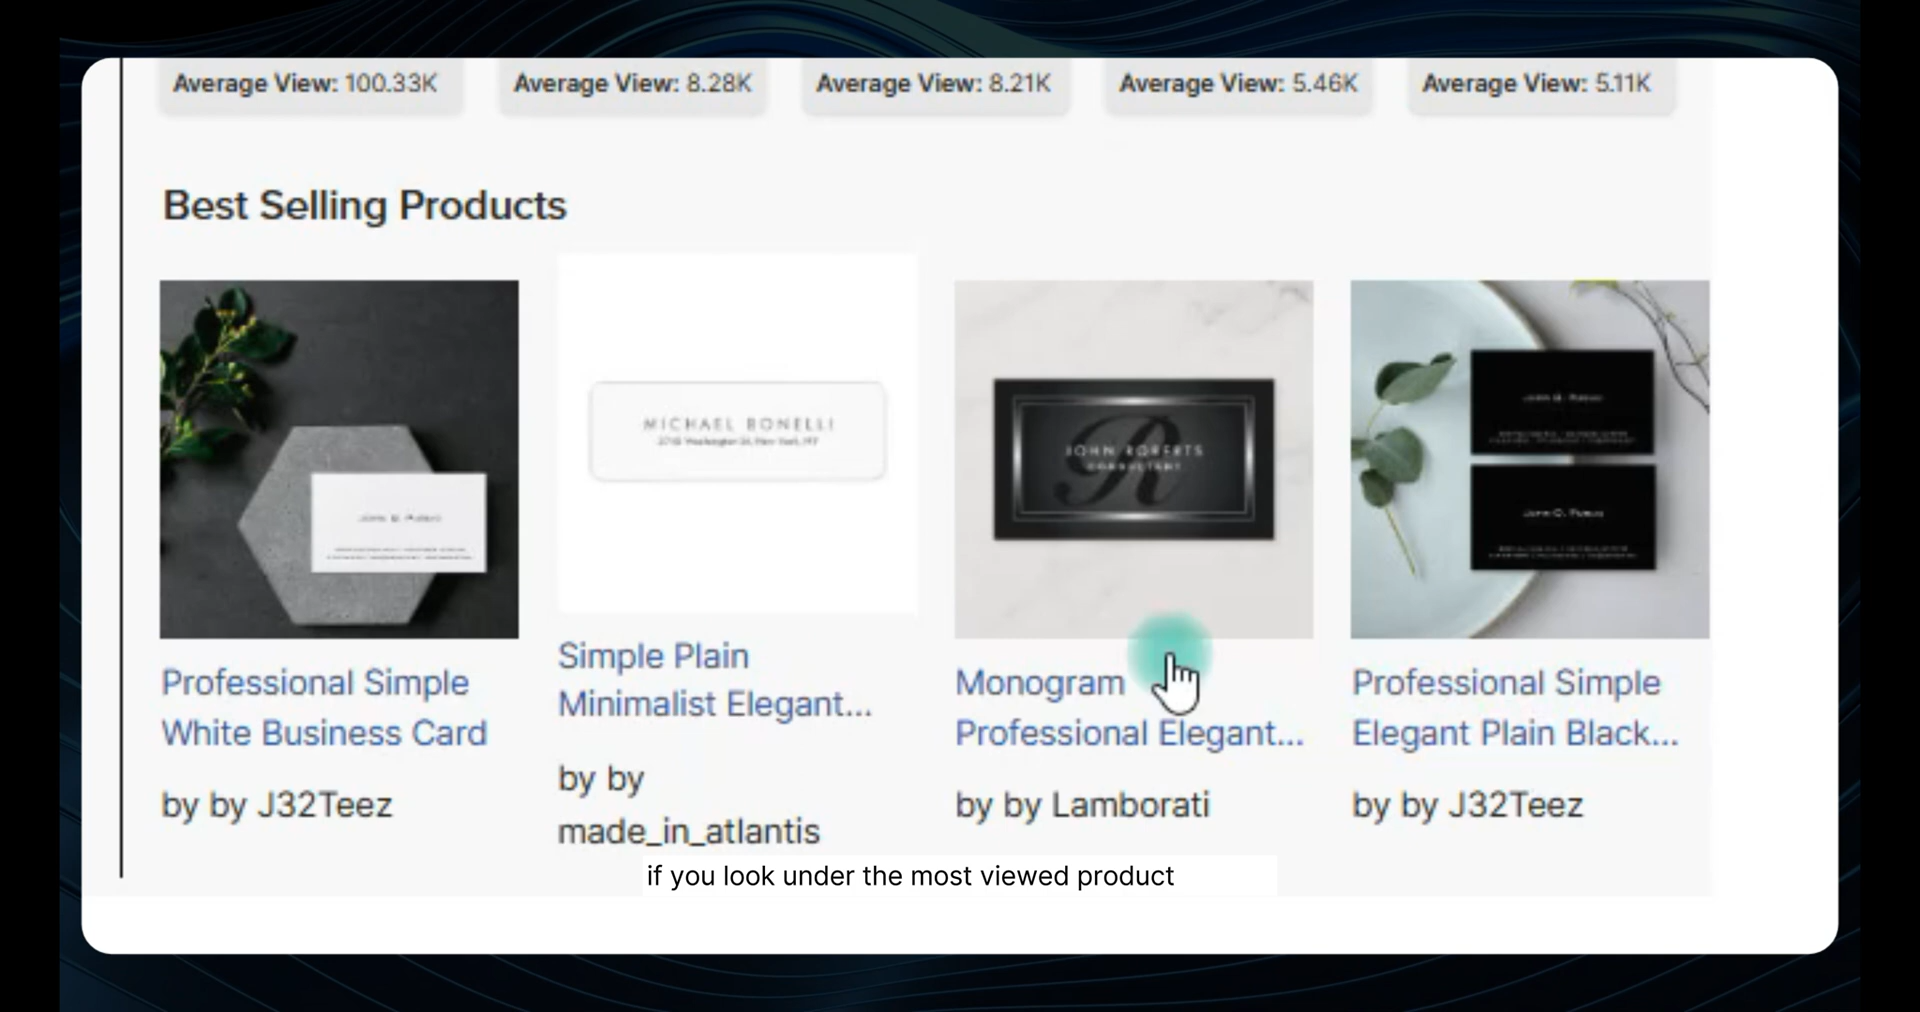 Average View: 100.33K
Average View: 8.28K
Average View: 8.21K
Average View: 5.46K
Average View: 5.11K
Best Selling Products
MICHAEL BONELLI
JOHN ROBERTS
CONSULTANT
Professional Simple
White Business Card
by by J32Teez
Simple Plain
Minimalist Elegant...
by by
made_in_atlantis
Monogram
Professional Elegant...
by by Lamborati
Professional Simple
Elegant Plain Black...
by by J32Teez
if you look under the most viewed product